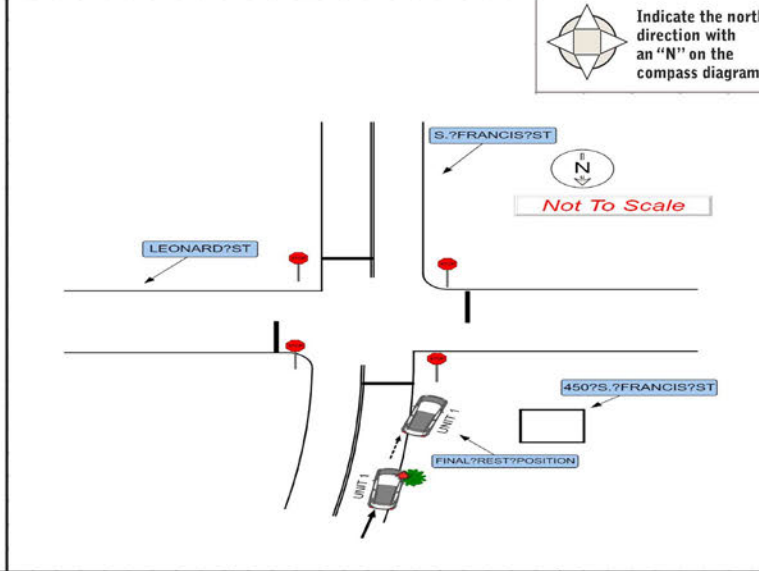 Indicate the north
direction with
an “N” on the
compass diagram
S.?FRANCIS?ST
N
Not To Scale
LEONARD?ST
450?S.?FRANCIS?ST
UNIT 1
FINAL?REST?POSITION
UNIT 1